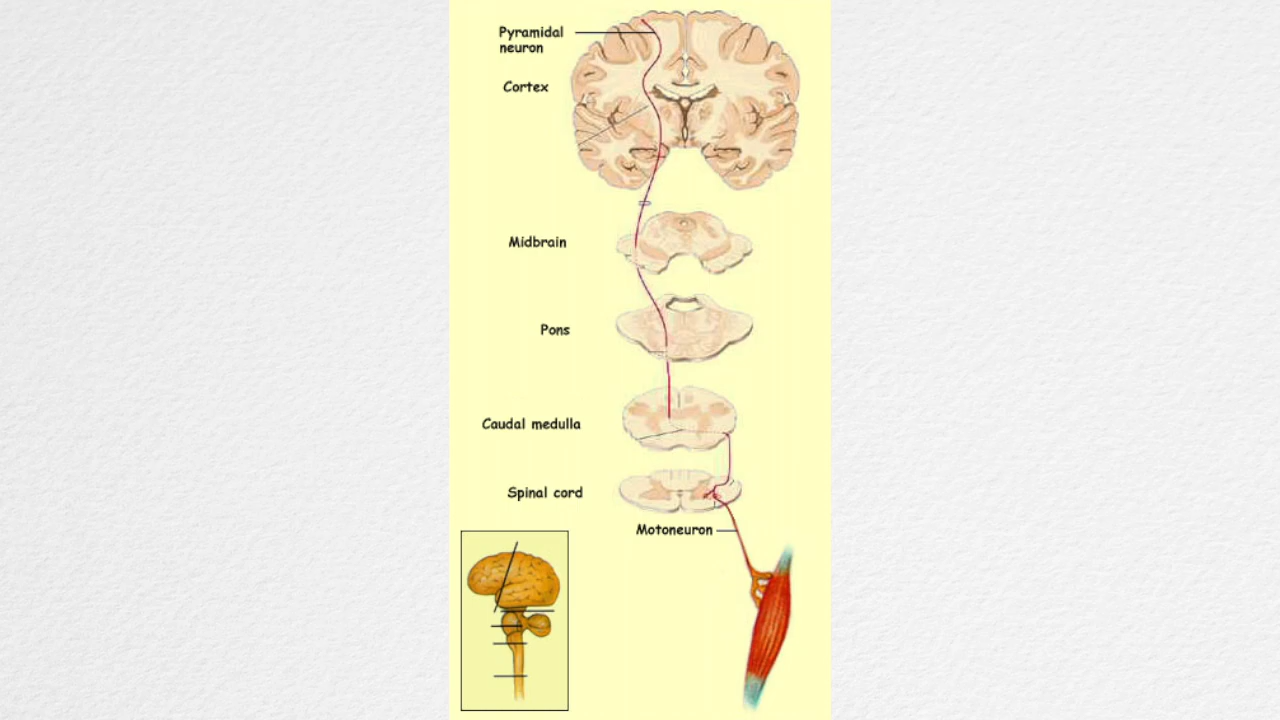 Pyramidal
neuron
Cortex
Midbrain
Pons
Caudal medulla
Spinal cord
Motoneuron